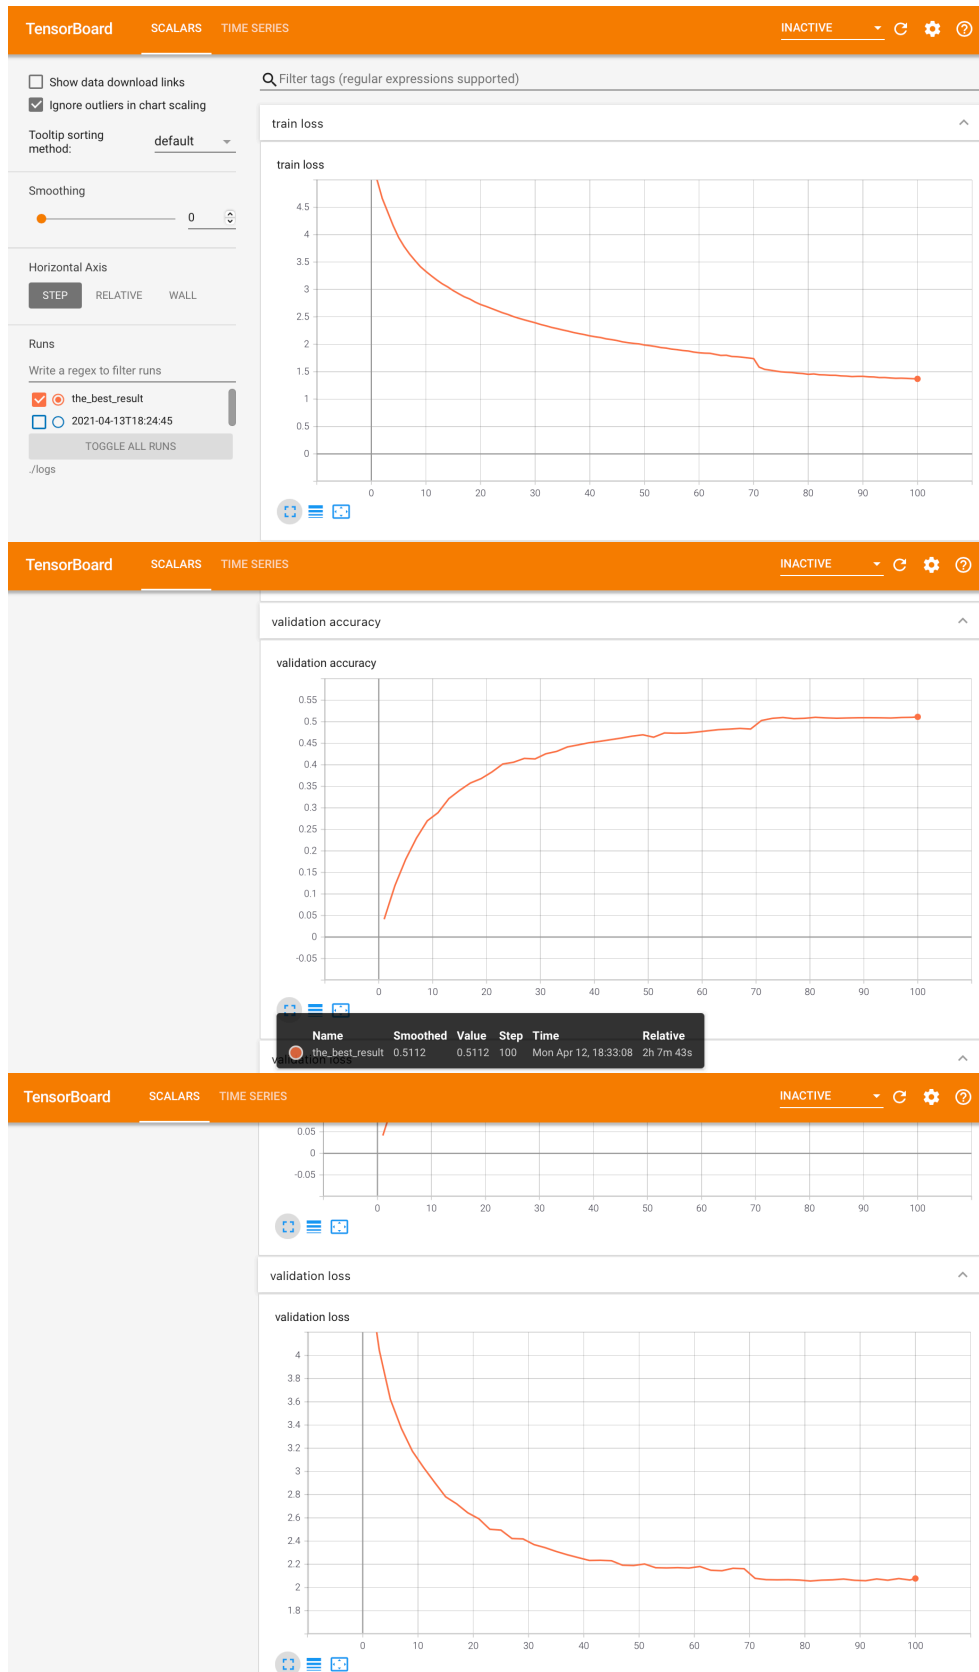 TensorBoard SCALARS TIME SERIES INACTIVE
Show data download links
Ignore outliers in chart scaling
Tooltip sorting method: default
Smoothing
0
Horizontal Axis
STEP RELATIVE WALL
Runs
Write a regex to filter runs
the_best_result
2021-04-13T18:24:45
TOGGLE ALL RUNS
./logs
Filter tags (regular expressions supported)
train loss
train loss
4.5
4
3.5
3
2.5
2
1.5
1
0.5
0
0 10 20 30 40 50 60 70 80 90 100
TensorBoard SCALARS TIME SERIES INACTIVE
validation accuracy
validation accuracy
0.55
0.5
0.45
0.4
0.35
0.3
0.25
0.2
0.15
0.1
0.05
0
-0.05
0 10 20 30 40 50 60 70 80 90 100
Name Smoothed Value Step Time Relative
the_best_result 0.5112 0.5112 100 Mon Apr 12, 18:33:08 2h 7m 43s
validation loss
TensorBoard SCALARS TIME SERIES INACTIVE
0.05
0
-0.05
0 10 20 30 40 50 60 70 80 90 100
validation loss
validation loss
4
3.8
3.6
3.4
3.2
3
2.8
2.6
2.4
2.2
2
1.8
0 10 20 30 40 50 60 70 80 90 100